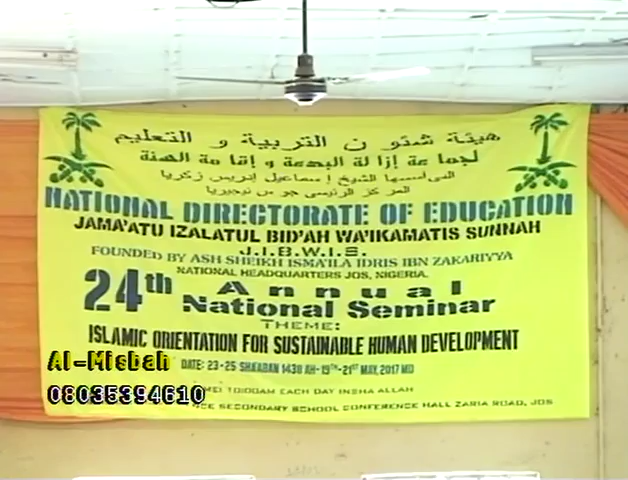 هيئة شئون التربية و التعليم
لجماعة إزالة البدعة و إقامة السنة
التي أسسها الشيخ إسماعيل إدريس زكريا
المركز الرئيسي جوس نيجيريا
NATIONAL DIRECTORATE OF EDUCATION
JAMA'ATU IZALATUL BID'AH WA'IKAMATIS SUNNAH
J.I.B.W.I.S.
FOUNDED BY ASH SHEIKH ISMA'ILA IDRIS IBN ZAKARIYYA
NATIONAL HEADQUARTERS JOS, NIGERIA.
24th Annual
National Seminar
THEME:
ISLAMIC ORIENTATION FOR SUSTAINABLE HUMAN DEVELOPMENT
DATE: 23-25 SHA'ABAN 1438 AH-19TH-21ST MAY, 2017 MD
EACH DAY INSHA ALLAH
SECONDARY SCHOOL CONFERENCE HALL ZARIA ROAD, JOS
Al-Misbah
08035394610